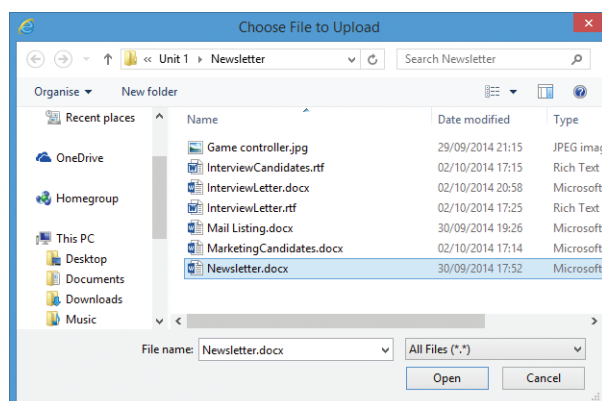 Choose File to Upload
« Unit 1 Newsletter
Search Newsletter
Organise New folder
Recent places
OneDrive
Homegroup
This PC
Desktop
Documents
Downloads
Music
Name Date modified Type
Game controller.jpg 29/09/2014 21:15 JPEG imag
InterviewCandidates.rtf 02/10/2014 17:15 Rich Text
InterviewLetter.docx 02/10/2014 20:58 Microsoft
InterviewLetter.rtf 02/10/2014 17:25 Rich Text
Mail Listing.docx 30/09/2014 19:26 Microsoft
MarketingCandidates.docx 02/10/2014 17:14 Microsoft
Newsletter.docx 30/09/2014 17:52 Microsoft
File name: Newsletter.docx All Files (*.*)
Open Cancel